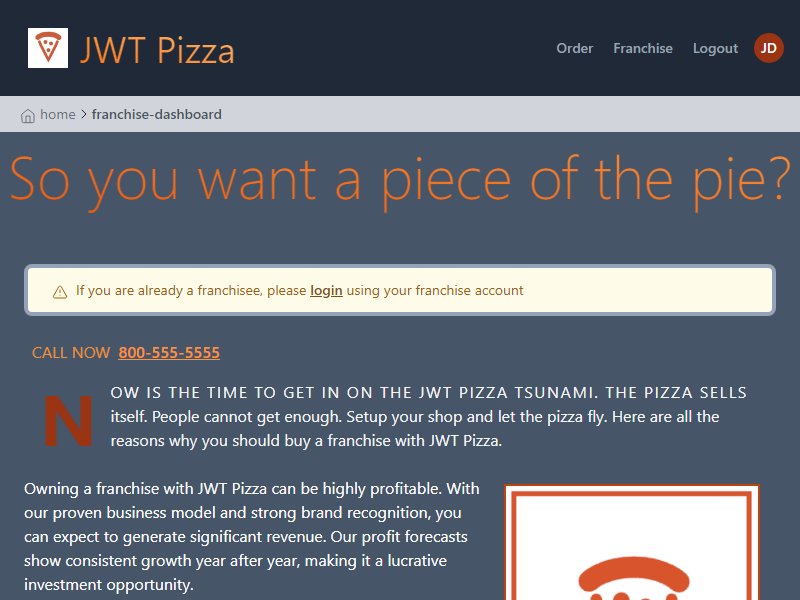 JWT Pizza
Order Franchise Logout JD
home > franchise-dashboard
So you want a piece of the pie?
If you are already a franchisee, please login using your franchise account
CALL NOW 800-555-5555
NOW IS THE TIME TO GET IN ON THE JWT PIZZA TSUNAMI. THE PIZZA SELLS
itself. People cannot get enough. Setup your shop and let the pizza fly. Here are all the
reasons why you should buy a franchise with JWT Pizza.
Owning a franchise with JWT Pizza can be highly profitable. With
our proven business model and strong brand recognition, you
can expect to generate significant revenue. Our profit forecasts
show consistent growth year after year, making it a lucrative
investment opportunity.